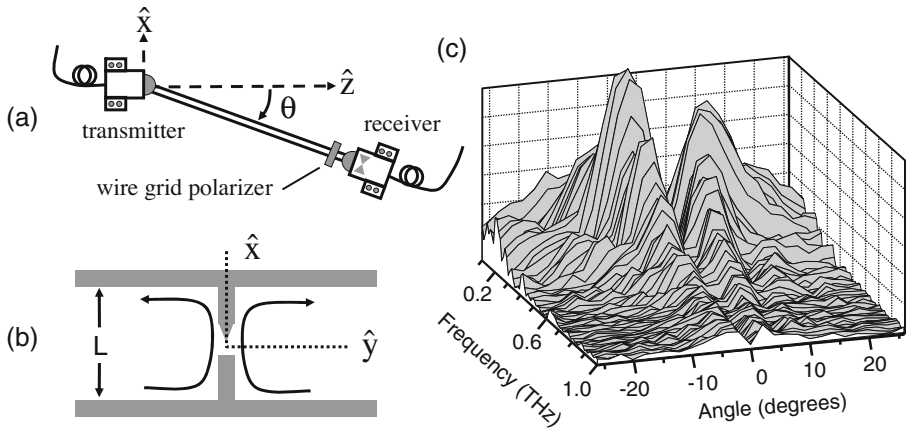 (a)
x̂
ẑ
θ
transmitter
receiver
wire grid polarizer
(b)
x̂
ŷ
L
(c)
0.2
0.6
1.0
Frequency (THz)
-20
-10
0
10
20
Angle (degrees)